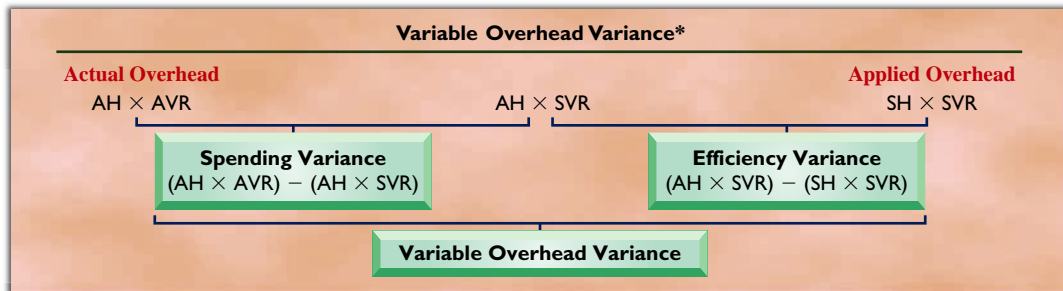 Variable Overhead Variance*
Actual Overhead
Applied Overhead
AH × AVR
AH × SVR
SH × SVR
Spending Variance
(AH × AVR) − (AH × SVR)
Efficiency Variance
(AH × SVR) − (SH × SVR)
Variable Overhead Variance